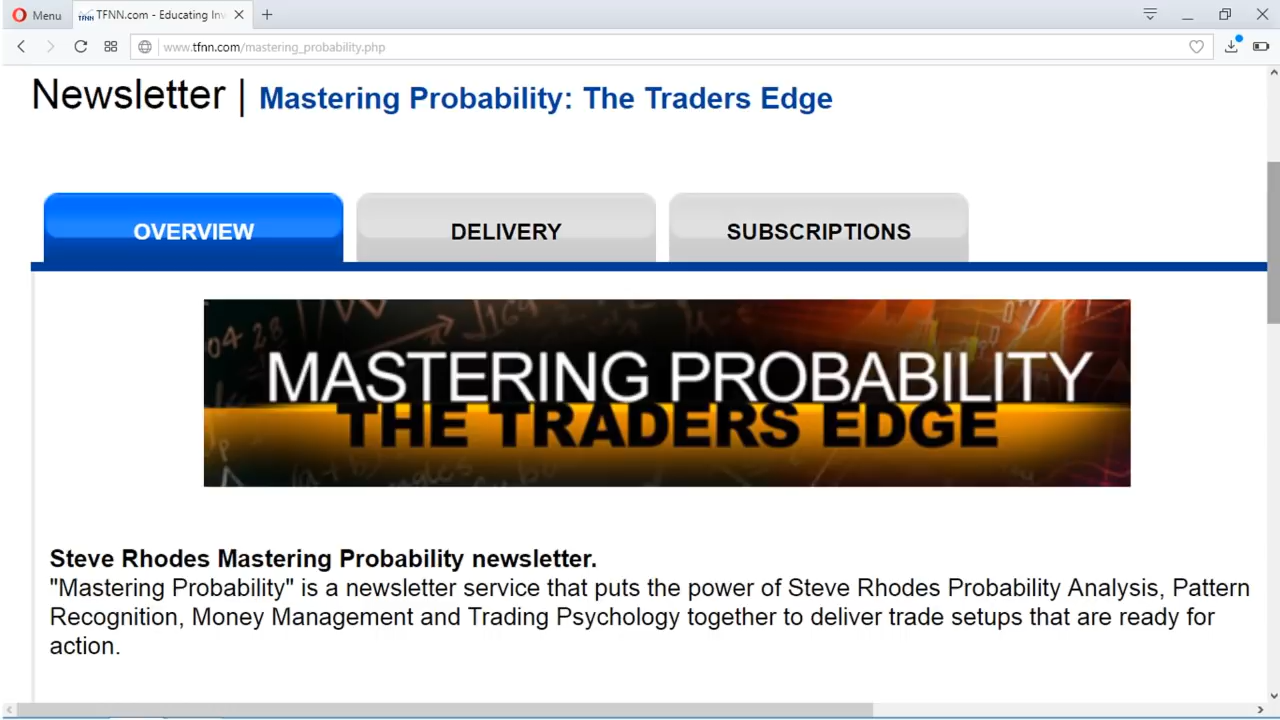 Menu
TFNN.com - Educating Inv
www.tfnn.com/mastering_probability.php
Newsletter | Mastering Probability: The Traders Edge
OVERVIEW
DELIVERY
SUBSCRIPTIONS
MASTERING PROBABILITY
THE TRADERS EDGE
Steve Rhodes Mastering Probability newsletter.
"Mastering Probability" is a newsletter service that puts the power of Steve Rhodes Probability Analysis, Pattern
Recognition, Money Management and Trading Psychology together to deliver trade setups that are ready for
action.